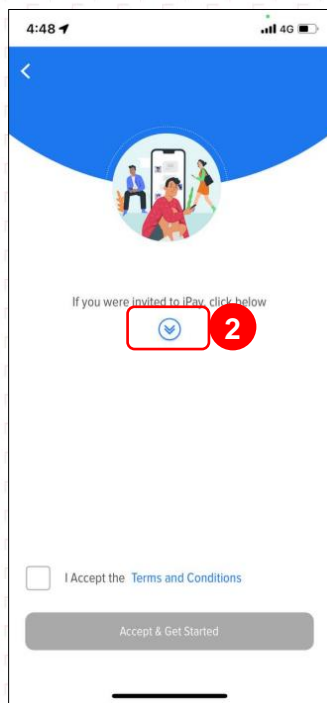 4:48 4G
If you were invited to iPay, click below
2
I Accept the Terms and Conditions
Accept & Get Started